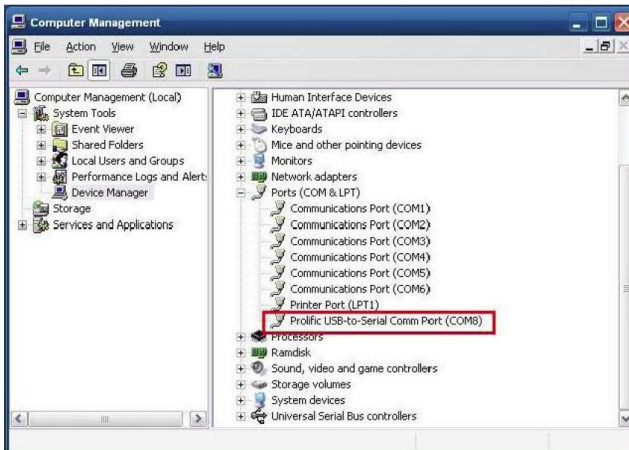 Computer Management
File Action View Window Help
Computer Management (Local)
System Tools
Event Viewer
Shared Folders
Local Users and Groups
Performance Logs and Alert:
Device Manager
Storage
Services and Applications
Human Interface Devices
IDE ATA/ATAPI controllers
Keyboards
Mice and other pointing devices
Monitors
Network adapters
Ports (COM & LPT)
Communications Port (COM1)
Communications Port (COM2)
Communications Port (COM3)
Communications Port (COM4)
Communications Port (COM5)
Communications Port (COM6)
Printer Port (LPT1)
Prolific USB-to-Serial Comm Port (COM8)
Processors
Ramdisk
Sound, video and game controllers
Storage volumes
System devices
Universal Serial Bus controllers